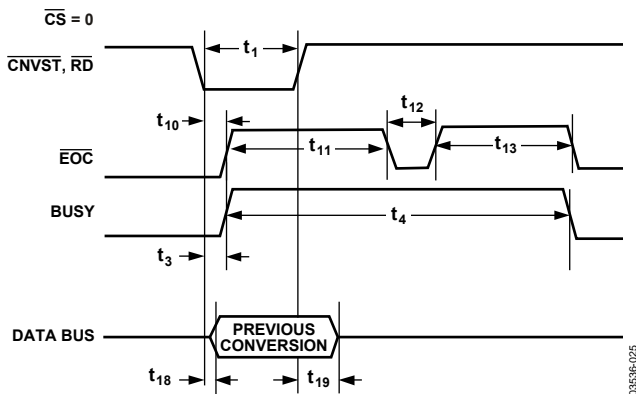 CS = 0
CNVST, RD
t1
t10
t12
EOC
t11
t13
BUSY
t4
t3
DATA BUS
PREVIOUS
CONVERSION
t18
t19
03536-025